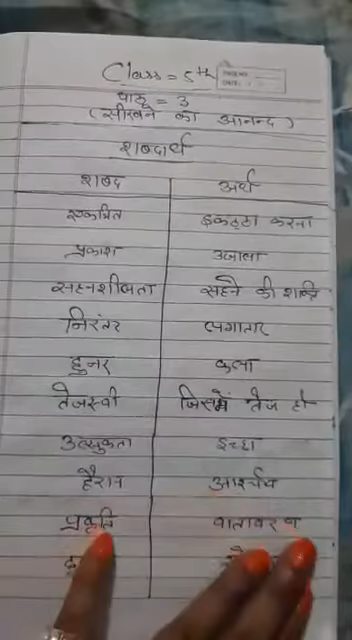 Class = 5th
पाठ = 3
(सीखने का आनन्द)
शब्दार्थ
शब्द अर्थ
एकत्रित इकट्टा करना
प्रकाश उजाला
सहनशीलता सहने की शक्ति
निरंतर लगातार
हुनर कला
तेजस्वी जिसमें तेज हो
उत्सुकता इच्छा
हैरान आश्चर्य
प्रकृति वातावरण